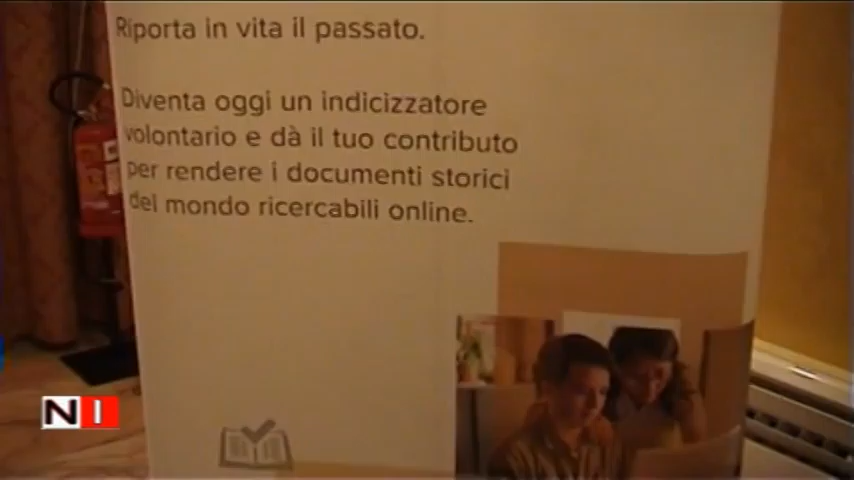 Riporta in vita il passato.
Diventa oggi un indicizzatore
volontario e dà il tuo contributo
per rendere i documenti storici
del mondo ricercabili online.
NI